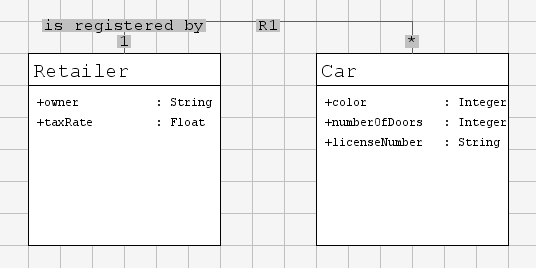 is registered by R1
1 *
Retailer
+owner : String
+taxRate : Float
Car
+color : Integer
+numberOfDoors : Integer
+licenseNumber : String